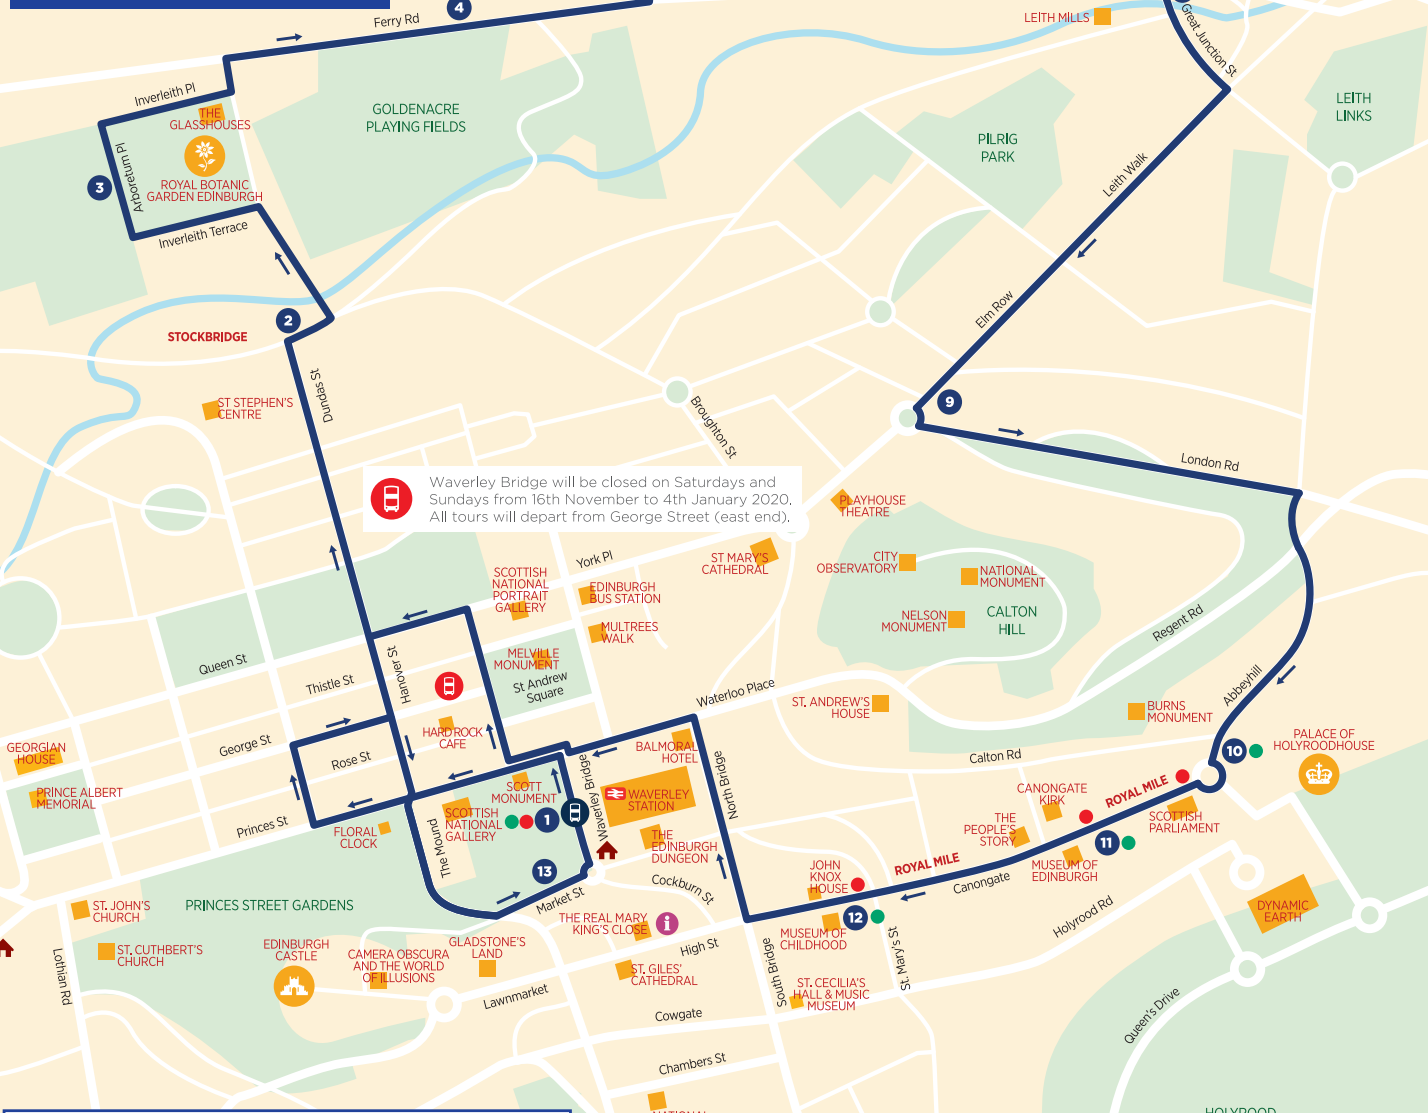 4
Ferry Rd
LEITH MILLS
Great Junction St
Inverleith Pl
THE
GLASSHOUSES
GOLDENACRE
PLAYING FIELDS
LEITH
LINKS
PILRIG
PARK
Arboretum Pl
3
ROYAL BOTANIC
GARDEN EDINBURGH
Inverleith Terrace
Leith Walk
Elm Row
2
STOCKBRIDGE
Dundas St
ST STEPHEN'S
CENTRE
Broughton St
9
London Rd
Waverley Bridge will be closed on Saturdays and
Sundays from 16th November to 4th January 2020.
All tours will depart from George Street (east end).
PLAYHOUSE
THEATRE
York Pl
ST MARY'S
CATHEDRAL
CITY
OBSERVATORY
NATIONAL
MONUMENT
NELSON
MONUMENT
CALTON
HILL
SCOTTISH
NATIONAL
PORTRAIT
GALLERY
EDINBURGH
BUS STATION
MULTREES
WALK
Regent Rd
Queen St
Hanover St
MELVILLE
MONUMENT
St Andrew
Square
Thistle St
Waterloo Place
ST. ANDREW'S
HOUSE
Abbeyhill
BURNS
MONUMENT
George St
HARD ROCK
CAFE
Rose St
BALMORAL
HOTEL
Calton Rd
10
PALACE OF
HOLYROODHOUSE
GEORGIAN
HOUSE
PRINCE ALBERT
MEMORIAL
Princes St
FLORAL
CLOCK
The Mound
SCOTT
MONUMENT
SCOTTISH
NATIONAL
GALLERY
1
Waverley Bridge
WAVERLEY
STATION
North Bridge
THE
EDINBURGH
DUNGEON
CANONGATE
KIRK
ROYAL MILE
SCOTTISH
PARLIAMENT
THE
PEOPLE'S
STORY
11
MUSEUM OF
EDINBURGH
13
Market St
Cockburn St
JOHN
KNOX
HOUSE
ROYAL MILE
Canongate
12
MUSEUM OF
CHILDHOOD
St. Mary's St
Holyrood Rd
DYNAMIC
EARTH
ST. JOHN'S
CHURCH
PRINCES STREET GARDENS
THE REAL MARY
KING'S CLOSE
i
High St
South Bridge
Lothian Rd
ST. CUTHBERT'S
CHURCH
EDINBURGH
CASTLE
CAMERA OBSCURA
AND THE WORLD
OF ILLUSIONS
GLADSTONE'S
LAND
Lawnmarket
ST. GILES'
CATHEDRAL
ST. CECILIA'S
HALL & MUSIC
MUSEUM
Cowgate
Chambers St
Queen's Drive
NATIONAL
HOLYROOD